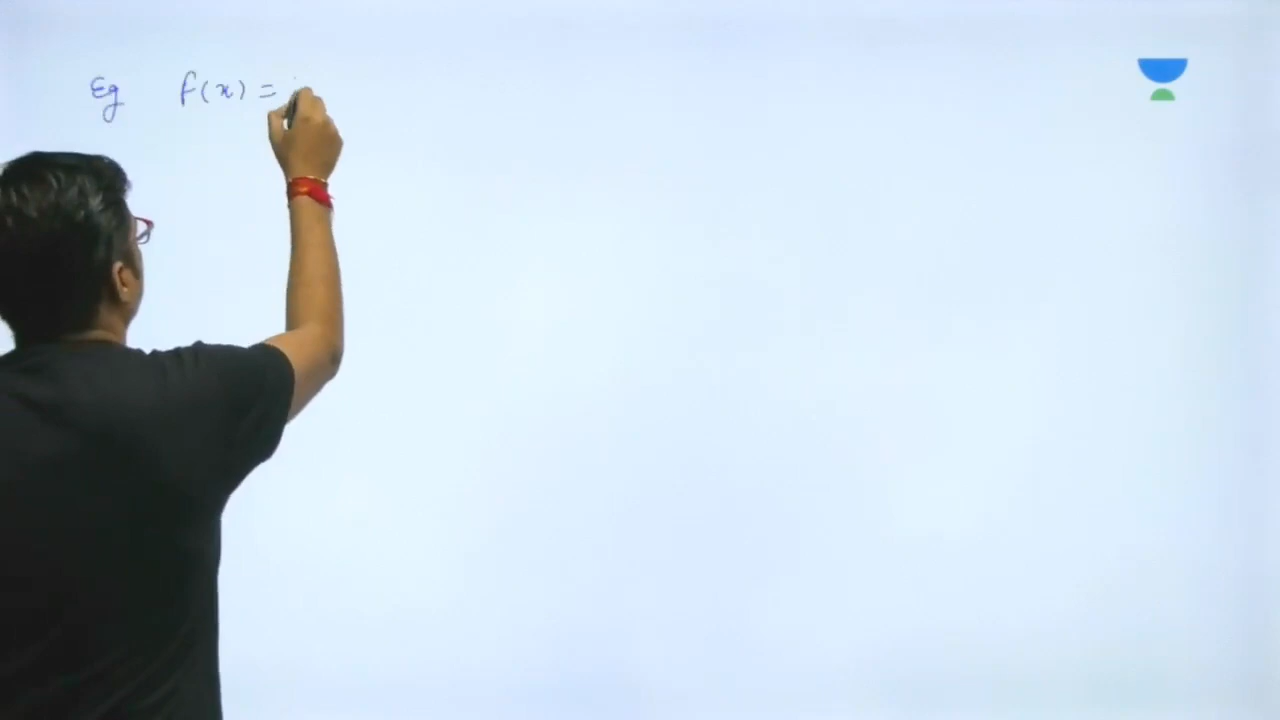 Eg f(x) =